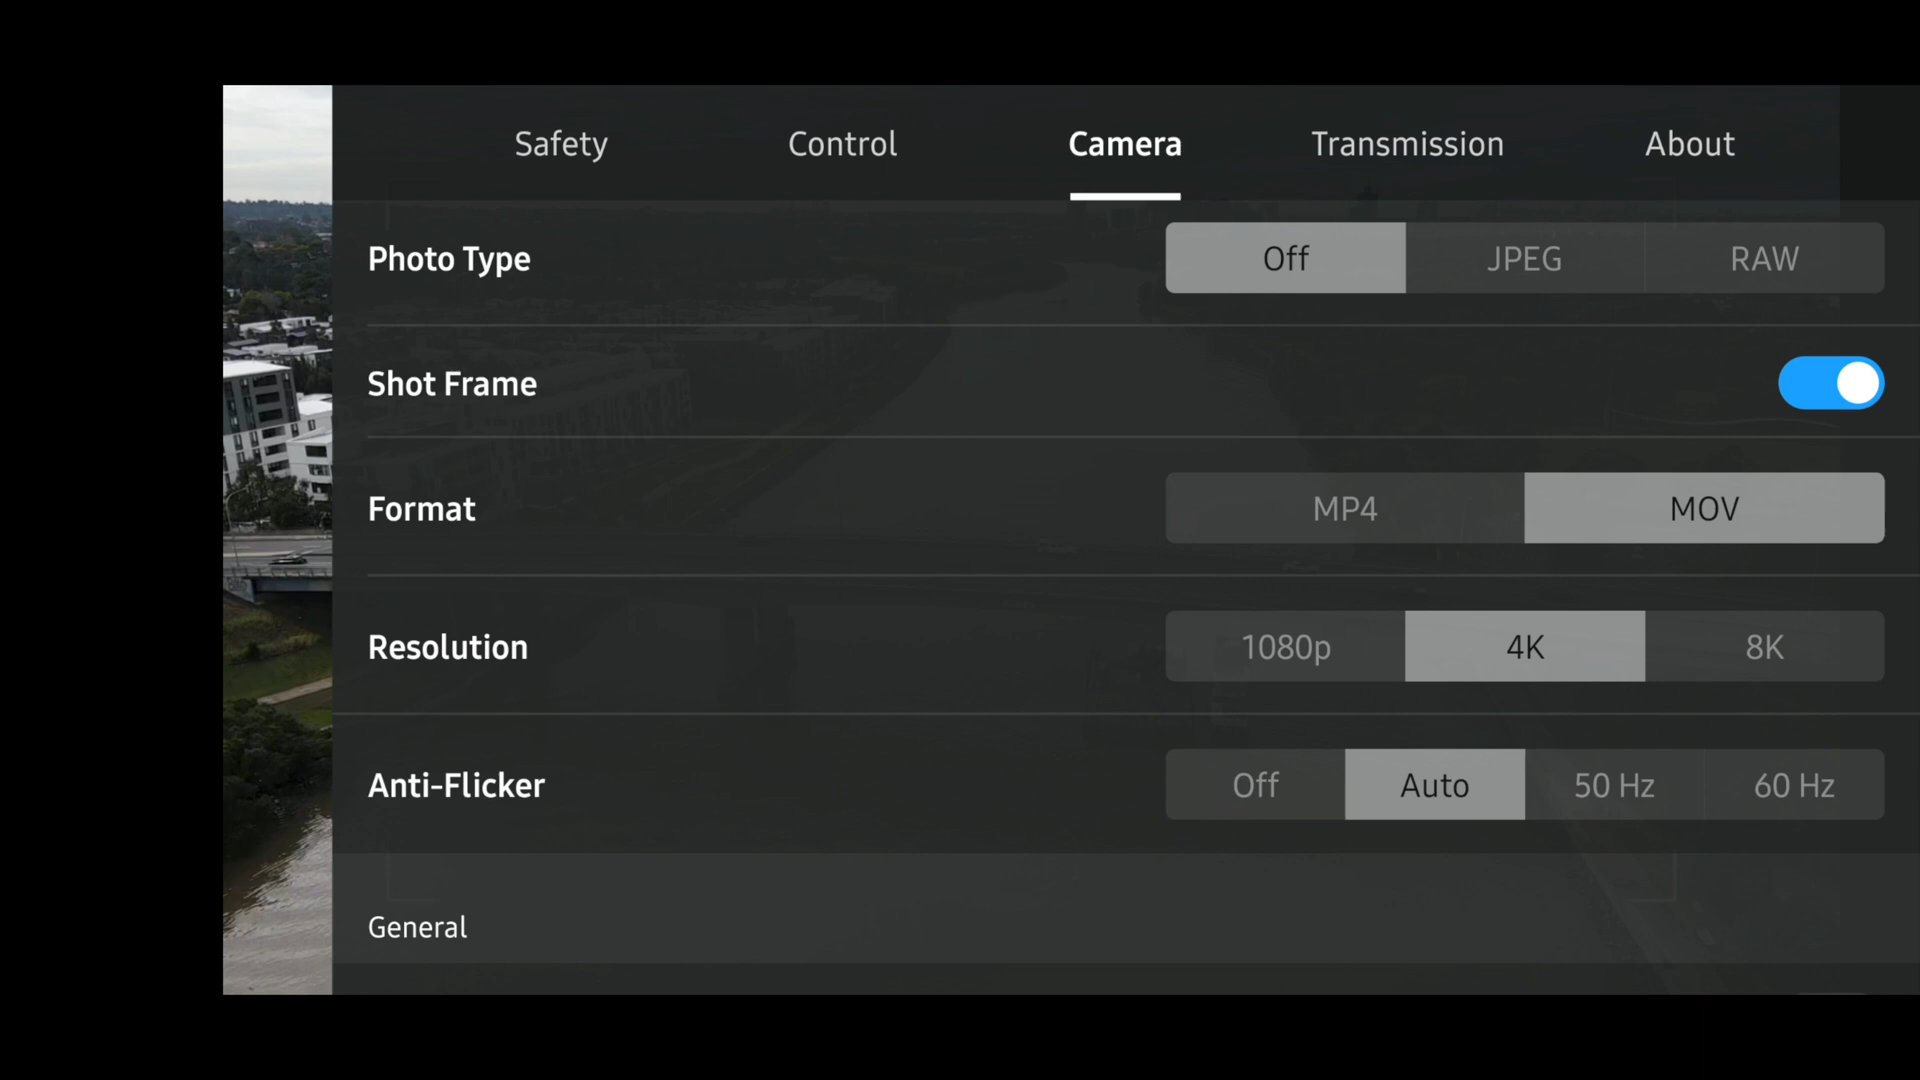 Safety Control Camera Transmission About
Photo Type Off JPEG RAW
Shot Frame
Format MP4 MOV
Resolution 1080p 4K 8K
Anti-Flicker Off Auto 50 Hz 60 Hz
General